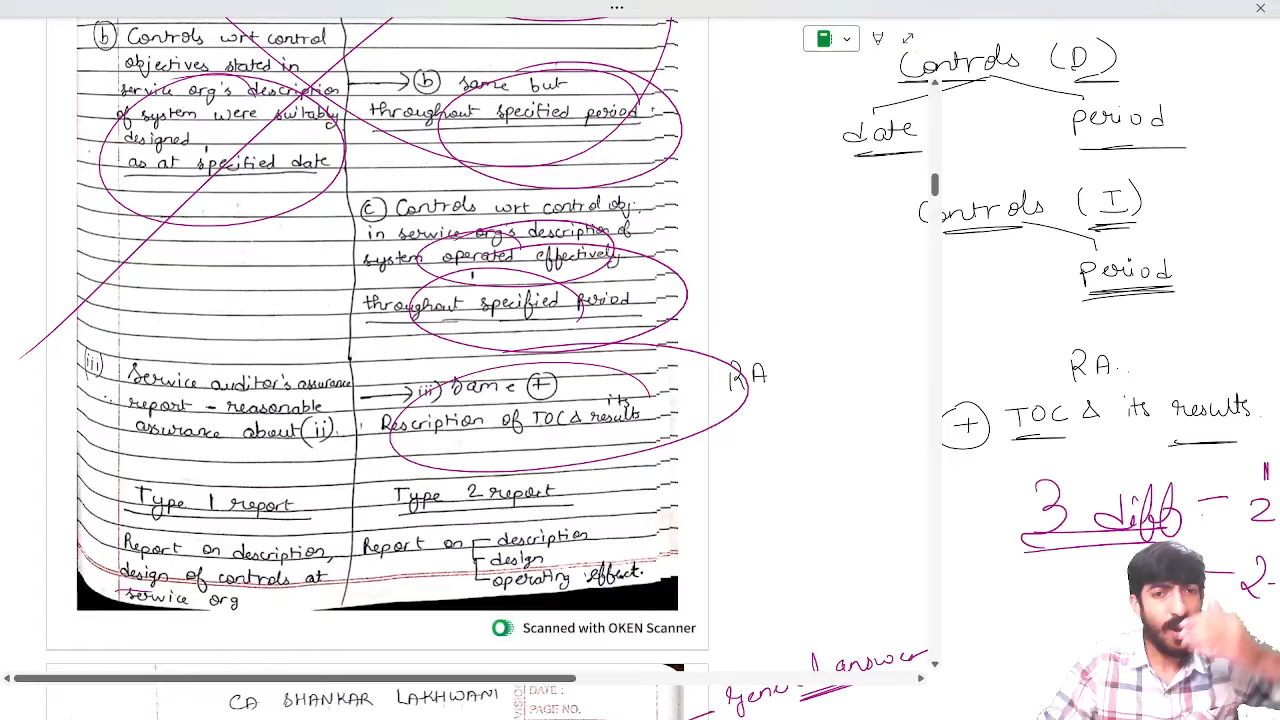 (b) Controls wrt control
objectives stated in
service org's description
of system were suitably
designed
as at specified date
→ (b) same but
throughout specified period
(c) Controls wrt control obj.
in service org's description of
system operated effectively
throughout specified period
(iii) Service auditor's assurance
report - reasonable
assurance about (ii).
→ iii) Same (+)
Description of TOC & its results
RA
Type 1 report
Report on description,
design of controls at
service org
Type 2 report
Report on description
design
operating effect.
Scanned with OKEN Scanner
CA SHANKAR LAKHWANI
DATE:
PAGE NO.
Controls (D)
date
period
Controls (I)
Period
RA..
(+) TOC & its results.
3 diff - 2
- 2
answer